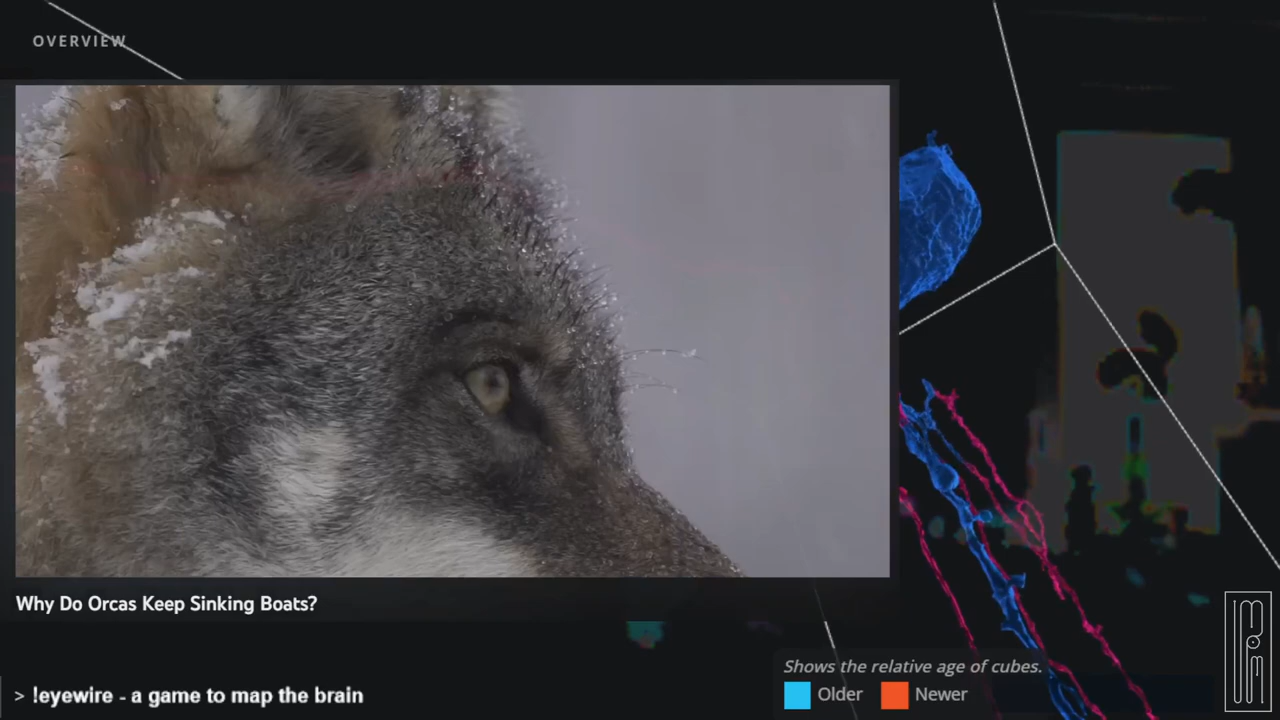 OVERVIEW
Why Do Orcas Keep Sinking Boats?
Shows the relative age of cubes.
Older Newer
> !eyewire - a game to map the brain